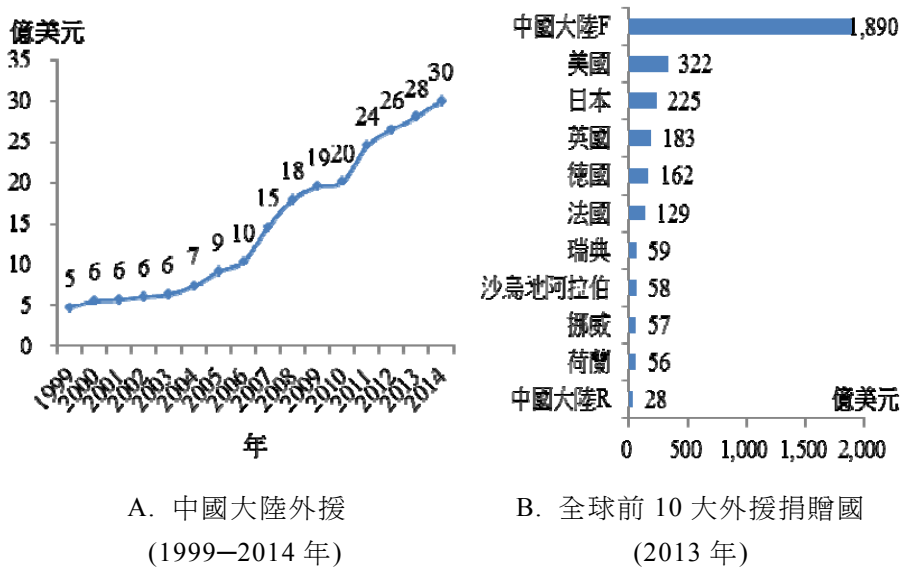 億美元
35
30
25
20
15
10
5
0
5 6 6 6 6 7 9 10 15 18 19 20 24 26 28 30
1999 2000 2001 2002 2003 2004 2005 2006 2007 2008 2009 2010 2011 2012 2013 2014
年
A. 中國大陸外援
(1999─2014 年)
中國大陸F 1,890
美國 322
日本 225
英國 183
德國 162
法國 129
瑞典 59
沙烏地阿拉伯 58
挪威 57
荷蘭 56
中國大陸R 28
億美元
0 500 1,000 1,500 2,000
B. 全球前 10 大外援捐贈國
(2013 年)